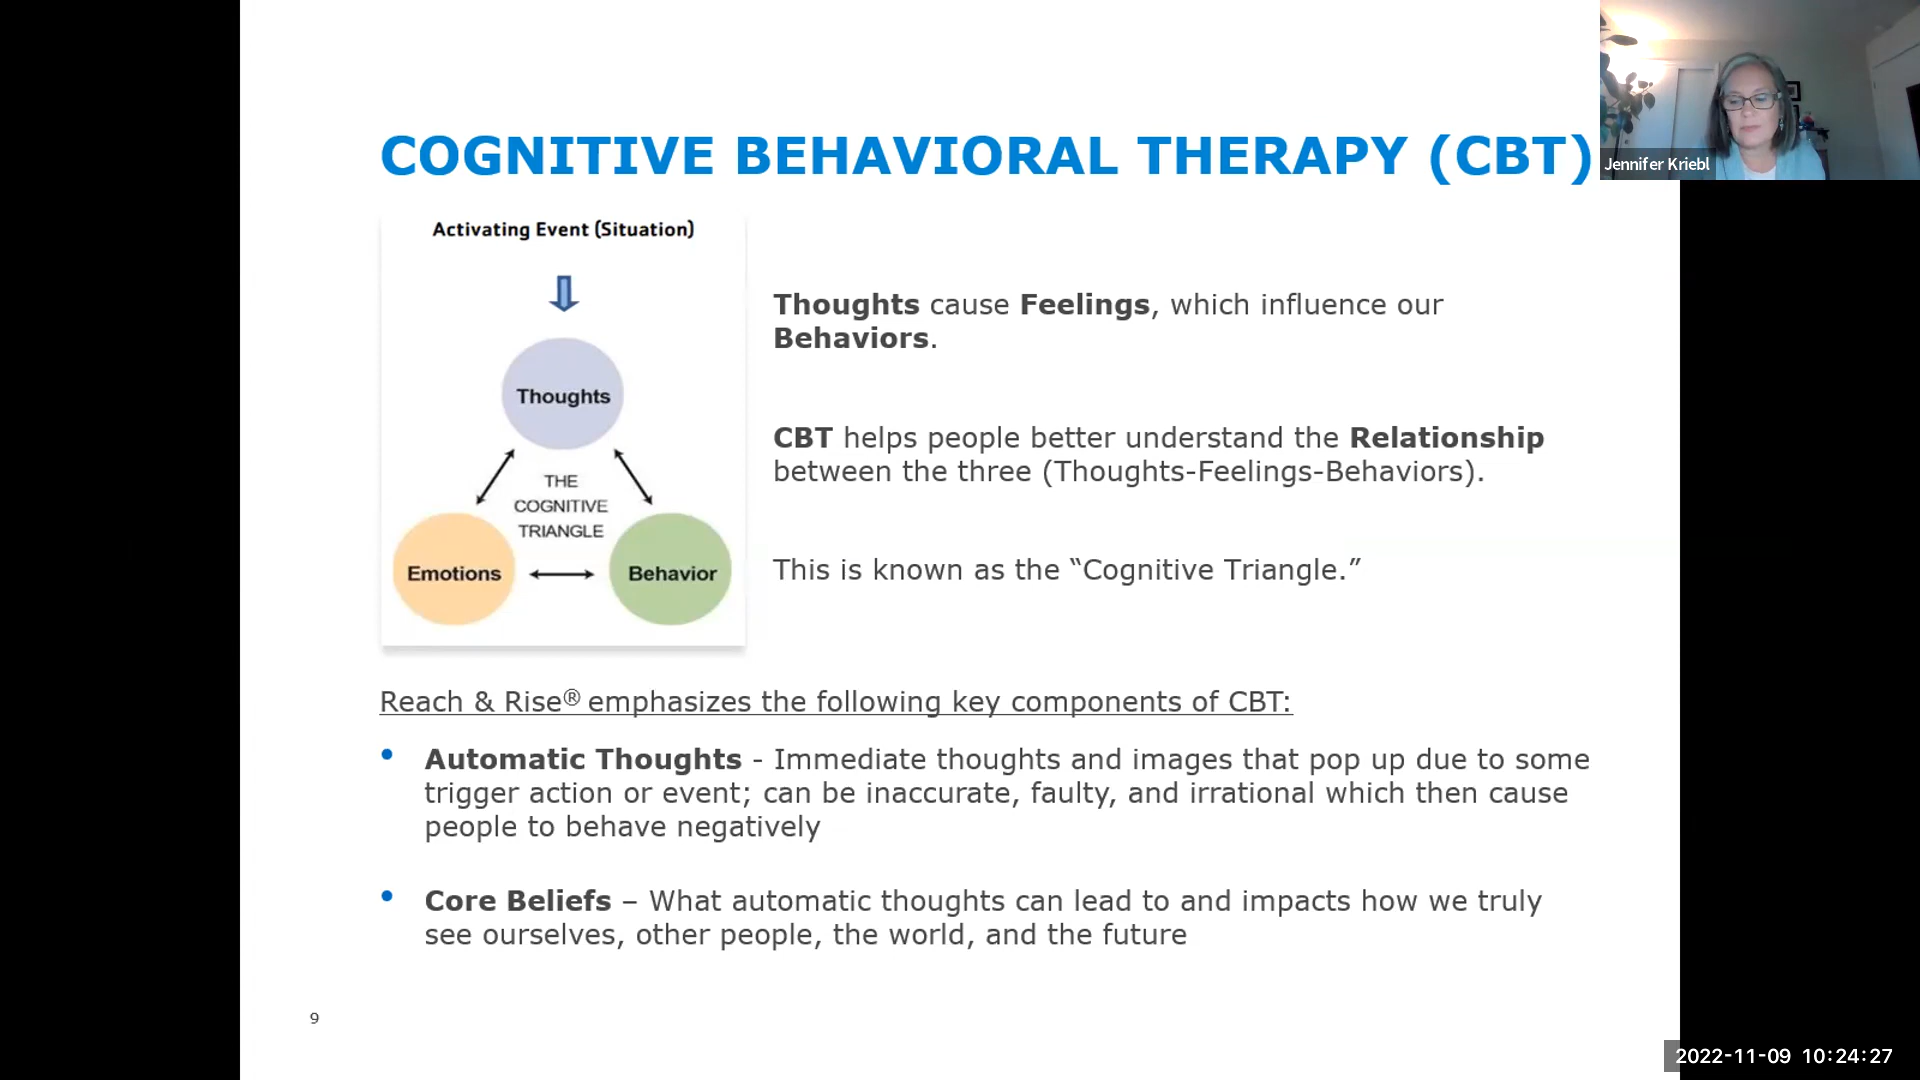 COGNITIVE BEHAVIORAL THERAPY (CBT)
Jennifer Kriebl
Activating Event (Situation)
Thoughts
THE
COGNITIVE
TRIANGLE
Emotions
Behavior
Thoughts cause Feelings, which influence our
Behaviors.
CBT helps people better understand the Relationship
between the three (Thoughts-Feelings-Behaviors).
This is known as the “Cognitive Triangle.”
Reach & Rise® emphasizes the following key components of CBT:
• Automatic Thoughts - Immediate thoughts and images that pop up due to some
trigger action or event; can be inaccurate, faulty, and irrational which then cause
people to behave negatively
• Core Beliefs – What automatic thoughts can lead to and impacts how we truly
see ourselves, other people, the world, and the future
9
2022-11-09 10:24:27